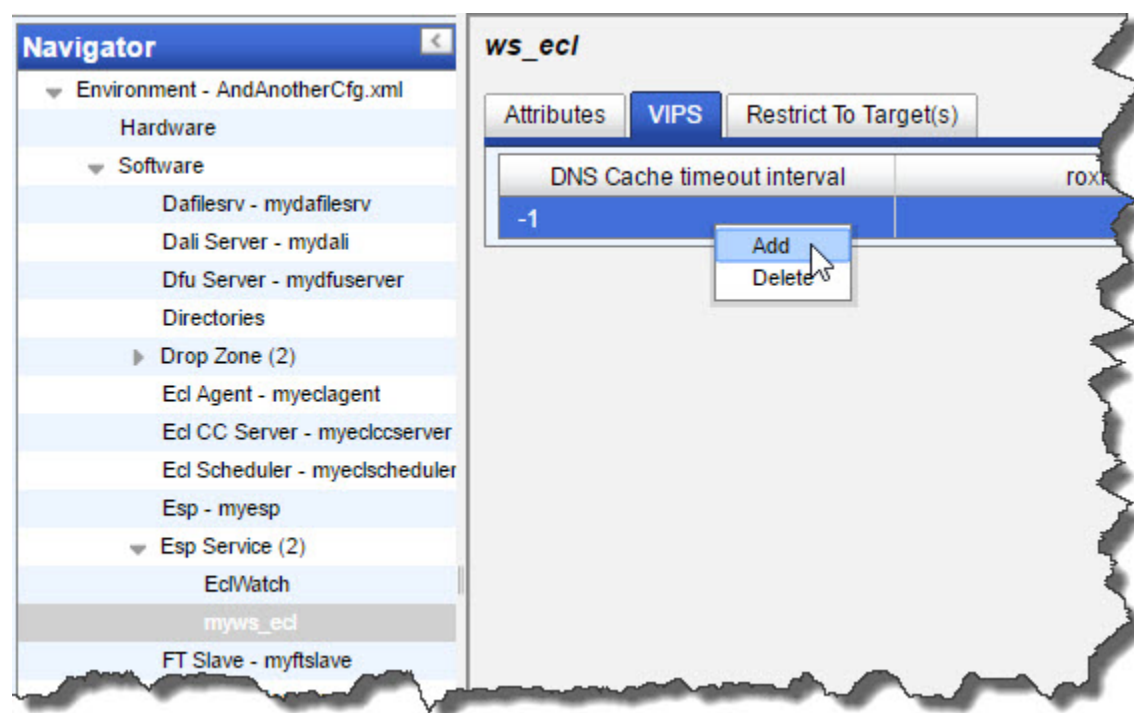 Navigator
Environment - AndAnotherCfg.xml
Hardware
Software
Dafilesrv - mydafilesrv
Dali Server - mydali
Dfu Server - mydfuserver
Directories
Drop Zone (2)
Ecl Agent - myeclagent
Ecl CC Server - myeclccserver
Ecl Scheduler - myeclscheduler
Esp - myesp
Esp Service (2)
EclWatch
myws_ecl
FT Slave - myftslave
ws_ecl
Attributes VIPS Restrict To Target(s)
DNS Cache timeout interval
-1
Add
Delete